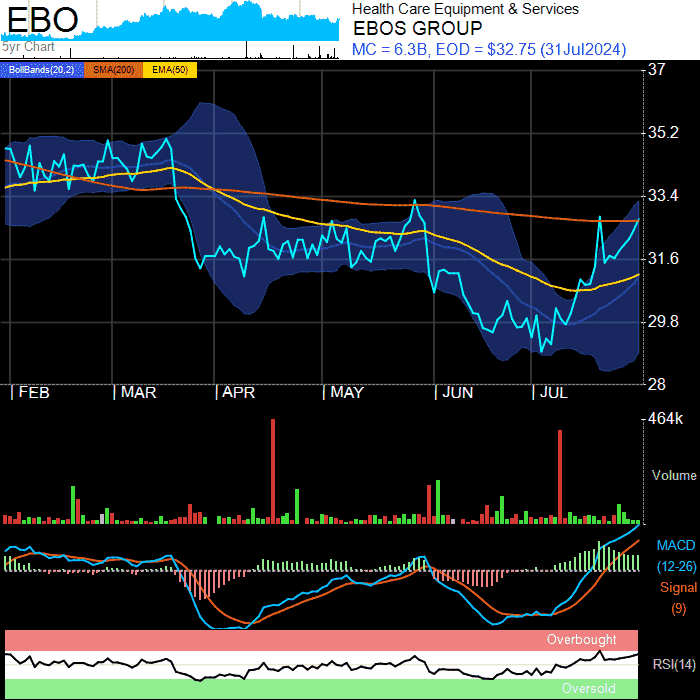 EBO
Health Care Equipment & Services
EBOS GROUP
MC = 6.3B, EOD = $32.75 (31Jul2024)
5yr Chart
BollBands(20,2) SMA(200) EMA(50)
37
35.2
33.4
31.6
29.8
28
FEB MAR APR MAY JUN JUL
464k
Volume
MACD
(12-26)
Signal
(9)
Overbought
RSI(14)
Oversold